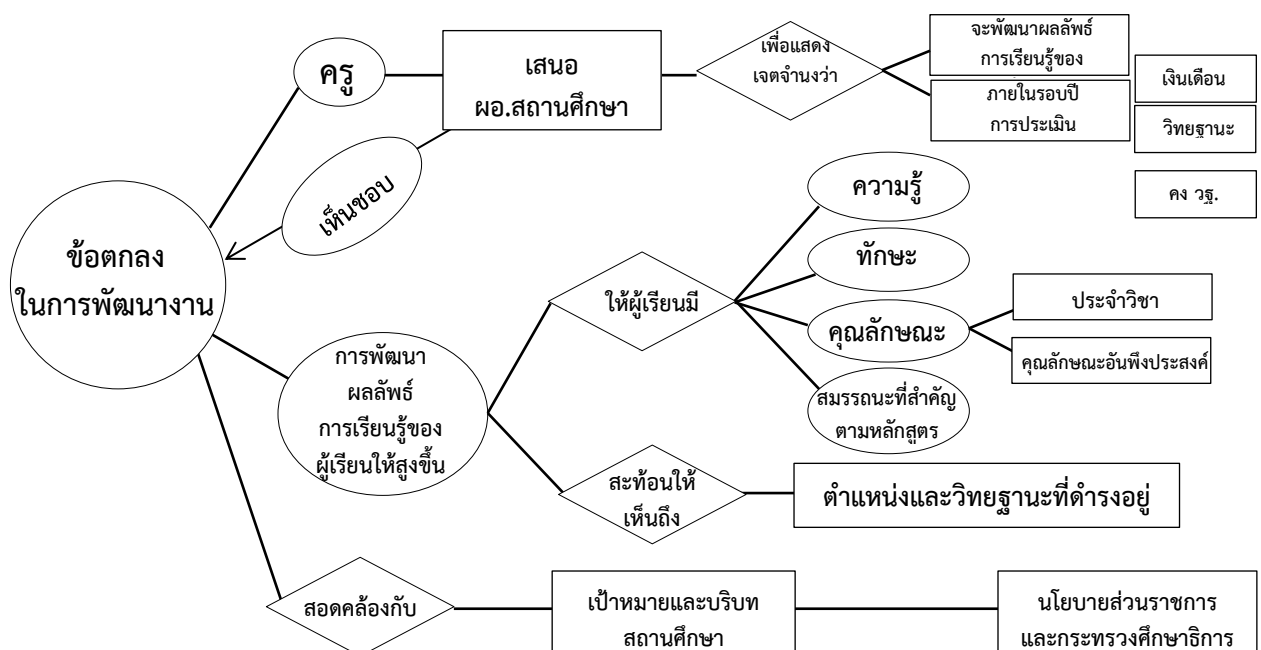 ครู
เสนอ
ผอ.สถานศึกษา
เพื่อแสดง
เจตจำนงว่า
จะพัฒนาผลลัพธ์
การเรียนรู้ของ
ภายในรอบปี
การประเมิน
เงินเดือน
วิทยฐานะ
คง วฐ.
เห็นชอบ
ข้อตกลง
ในการพัฒนางาน
การพัฒนา
ผลลัพธ์
การเรียนรู้ของ
ผู้เรียนให้สูงขึ้น
ให้ผู้เรียนมี
ความรู้
ทักษะ
คุณลักษณะ
สมรรถนะที่สำคัญ
ตามหลักสูตร
ประจำวิชา
คุณลักษณะอันพึงประสงค์
สะท้อนให้
เห็นถึง
ตำแหน่งและวิทยฐานะที่ดำรงอยู่
สอดคล้องกับ
เป้าหมายและบริบท
สถานศึกษา
นโยบายส่วนราชการ
และกระทรวงศึกษาธิการ